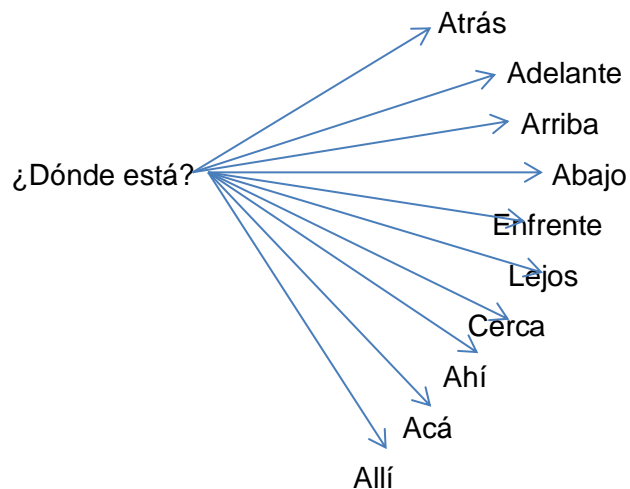 Atrás
Adelante
Arriba
¿Dónde está?
Abajo
Enfrente
Lejos
Cerca
Ahí
Acá
Allí